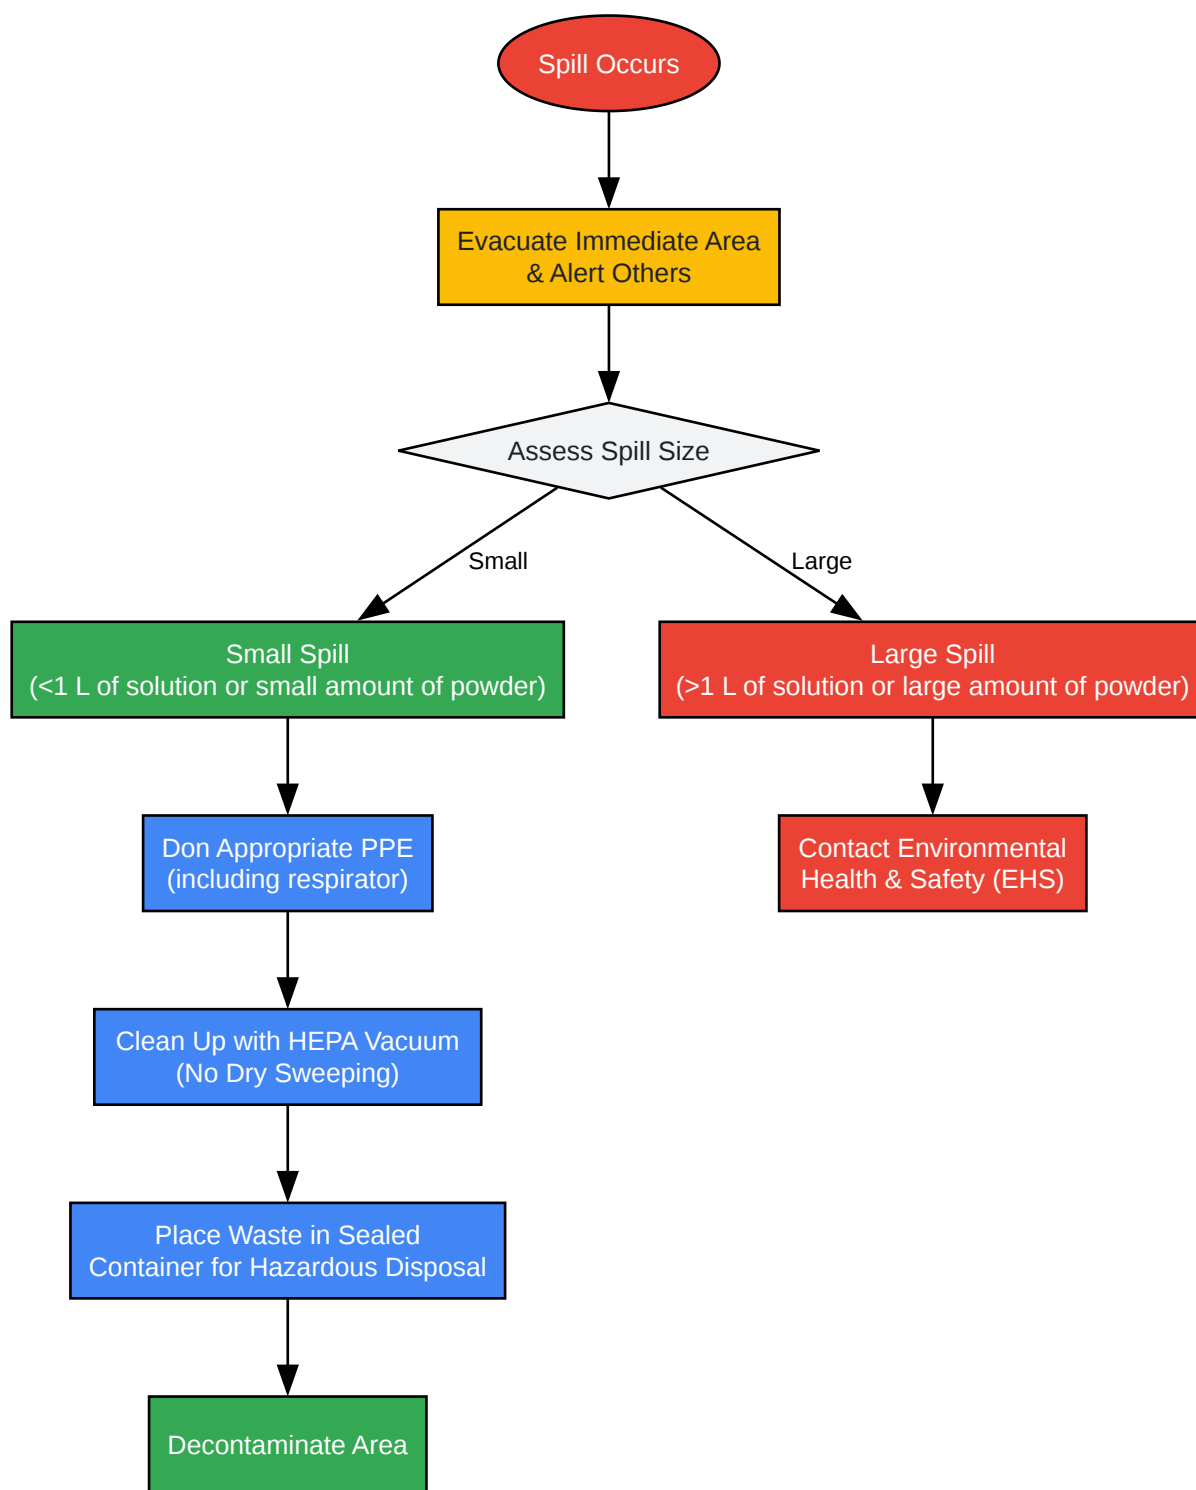 Spill Occurs
Evacuate Immediate Area
& Alert Others
Assess Spill Size
Small
Large
Small Spill
(<1 L of solution or small amount of powder)
Large Spill
(>1 L of solution or large amount of powder)
Don Appropriate PPE
(including respirator)
Contact Environmental
Health & Safety (EHS)
Clean Up with HEPA Vacuum
(No Dry Sweeping)
Place Waste in Sealed
Container for Hazardous Disposal
Decontaminate Area